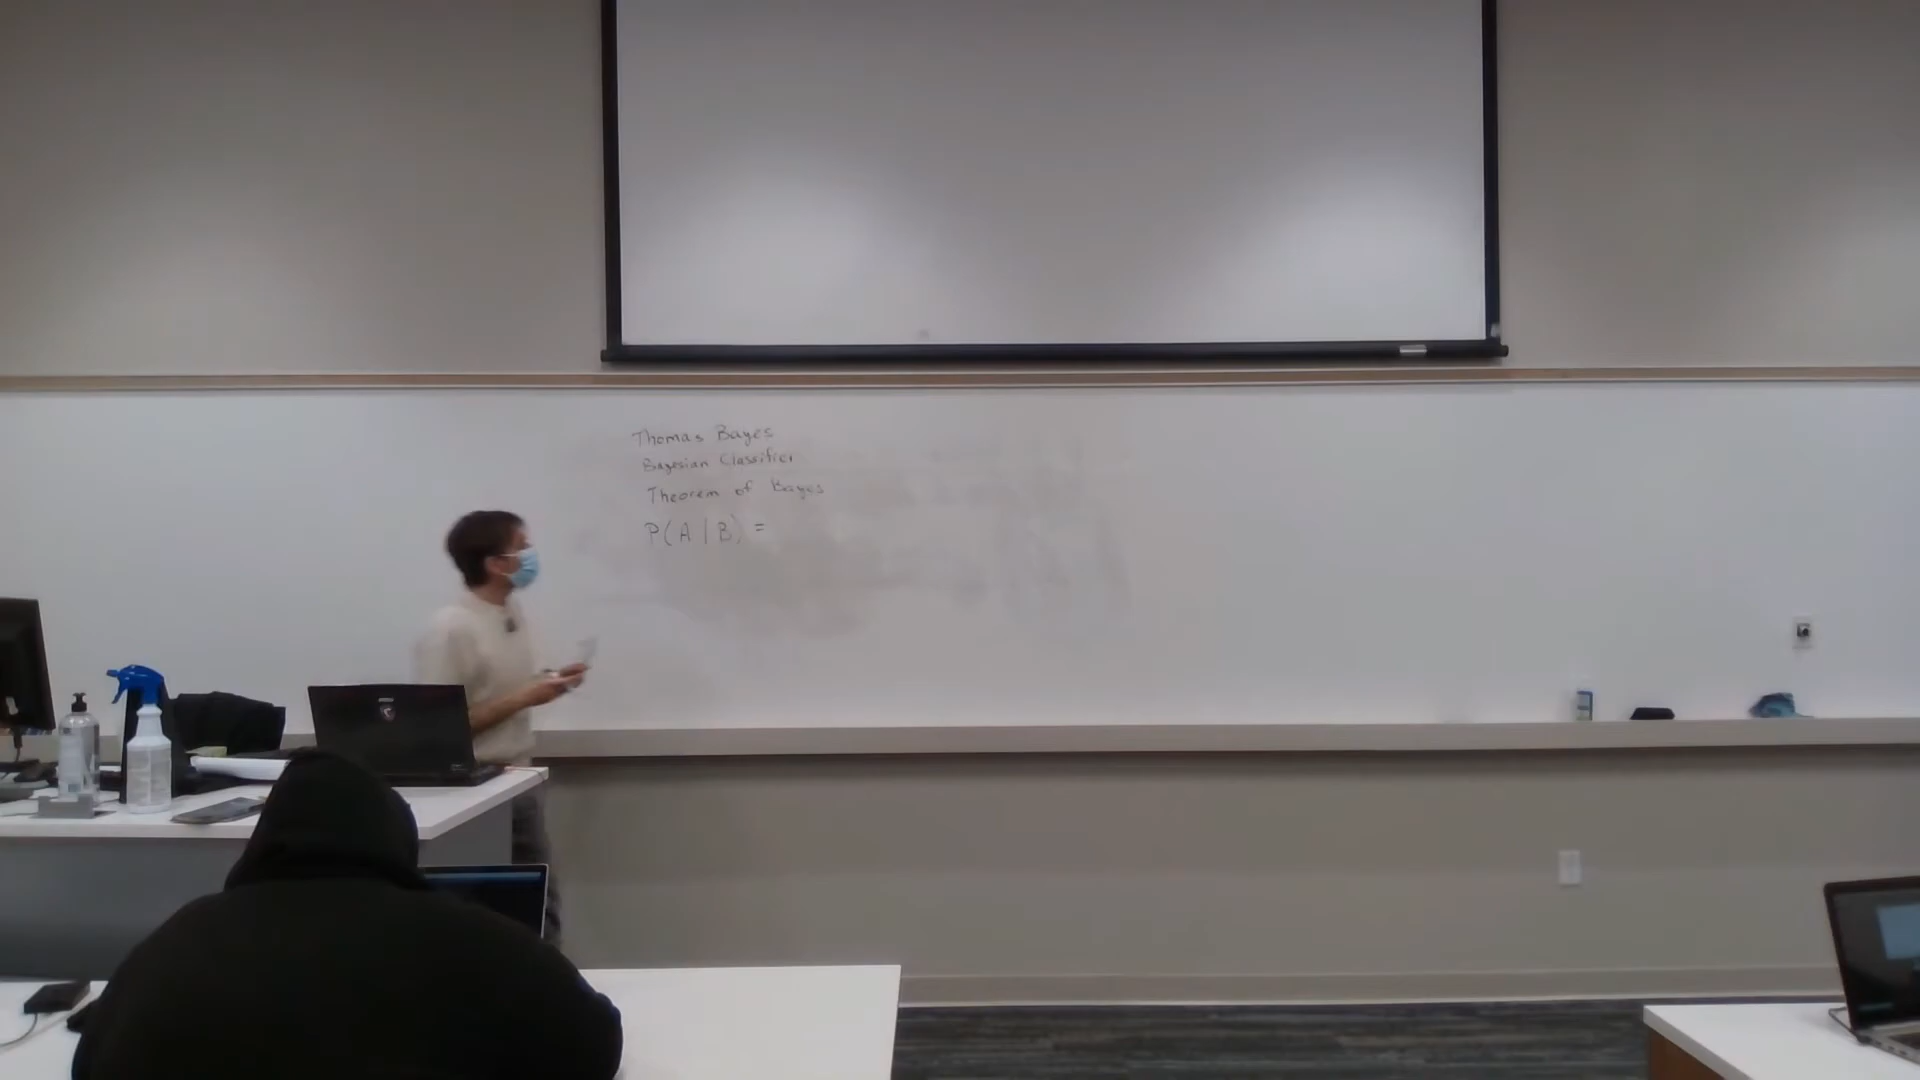 Thomas Bayes
Bayesian Classifier
Theorem of Bayes
P(A | B) =